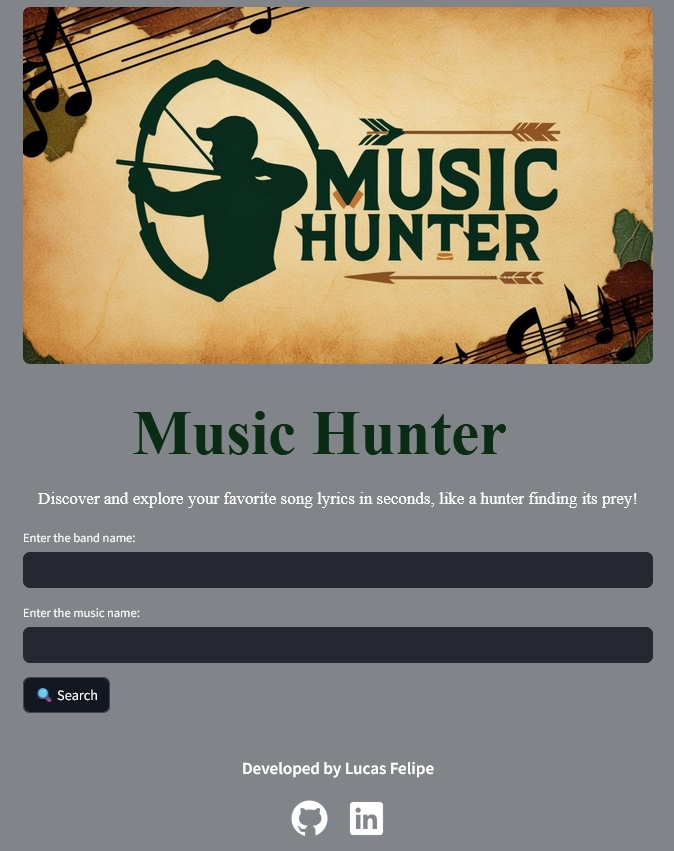 MUSIC
HUNTER
Music Hunter
Discover and explore your favorite song lyrics in seconds, like a hunter finding its prey!
Enter the band name:
Enter the music name:
Search
Developed by Lucas Felipe
in